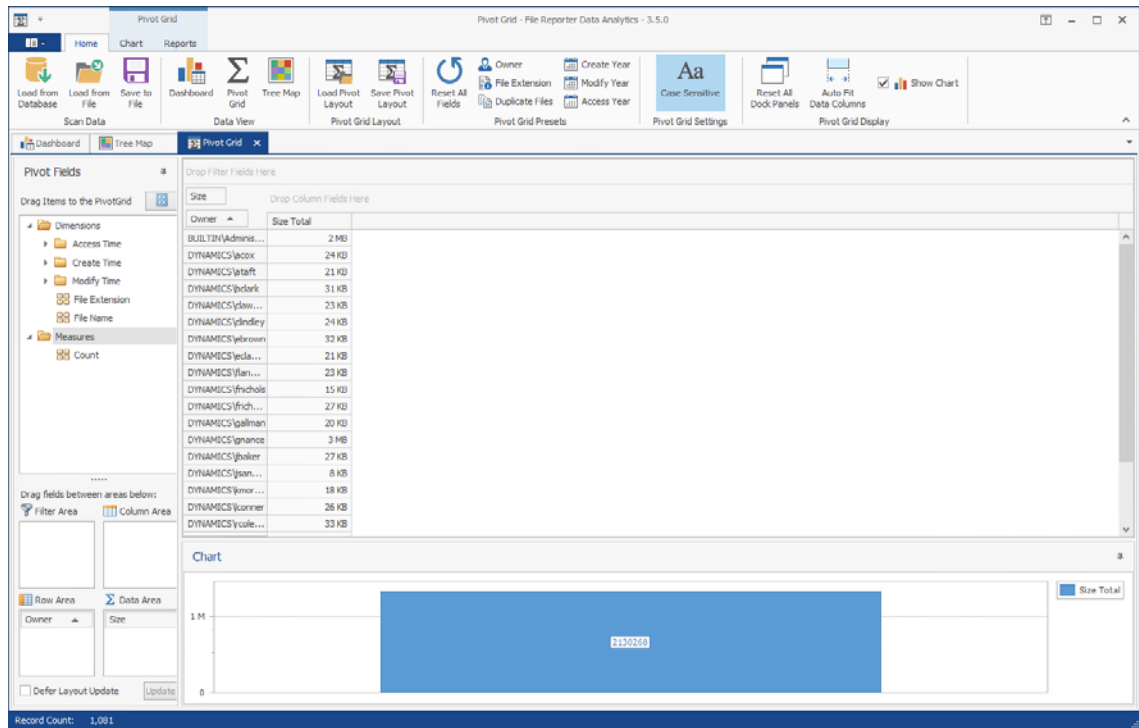 Pivot Grid
Pivot Grid - File Reporter Data Analytics - 3.5.0
Home Chart Reports
Load from Database
Load from File
Save to File
Scan Data
Dashboard
Pivot Grid
Tree Map
Data View
Load Pivot Layout
Save Pivot Layout
Pivot Grid Layout
Reset All Fields
Owner
File Extension
Duplicate Files
Create Year
Modify Year
Access Year
Pivot Grid Presets
Aa
Case Sensitive
Pivot Grid Settings
Reset All Dock Panels
Auto Fit Data Columns
Show Chart
Pivot Grid Display
Dashboard Tree Map Pivot Grid
Pivot Fields
Drag Items to the PivotGrid
Dimensions
Access Time
Create Time
Modify Time
File Extension
File Name
Measures
Count
Drag fields between areas below:
Filter Area Column Area
Row Area Data Area
Owner Size
Defer Layout Update Update
Drop Filter Fields Here
Size Drop Column Fields Here
Owner Size Total
BUILTIN\Adminis... 2 MB
DYNAMICS\acox 24 KB
DYNAMICS\ataft 21 KB
DYNAMICS\bclark 31 KB
DYNAMICS\claw... 23 KB
DYNAMICS\dindley 24 KB
DYNAMICS\ebrown 32 KB
DYNAMICS\ecla... 21 KB
DYNAMICS\flan... 23 KB
DYNAMICS\fnichols 15 KB
DYNAMICS\frich... 27 KB
DYNAMICS\gallman 20 KB
DYNAMICS\gnance 3 MB
DYNAMICS\jbaker 27 KB
DYNAMICS\jsan... 8 KB
DYNAMICS\kmor... 18 KB
DYNAMICS\lconner 26 KB
DYNAMICS\rcole... 33 KB
Chart
1 M
0
2130268
Size Total
Record Count: 1,081